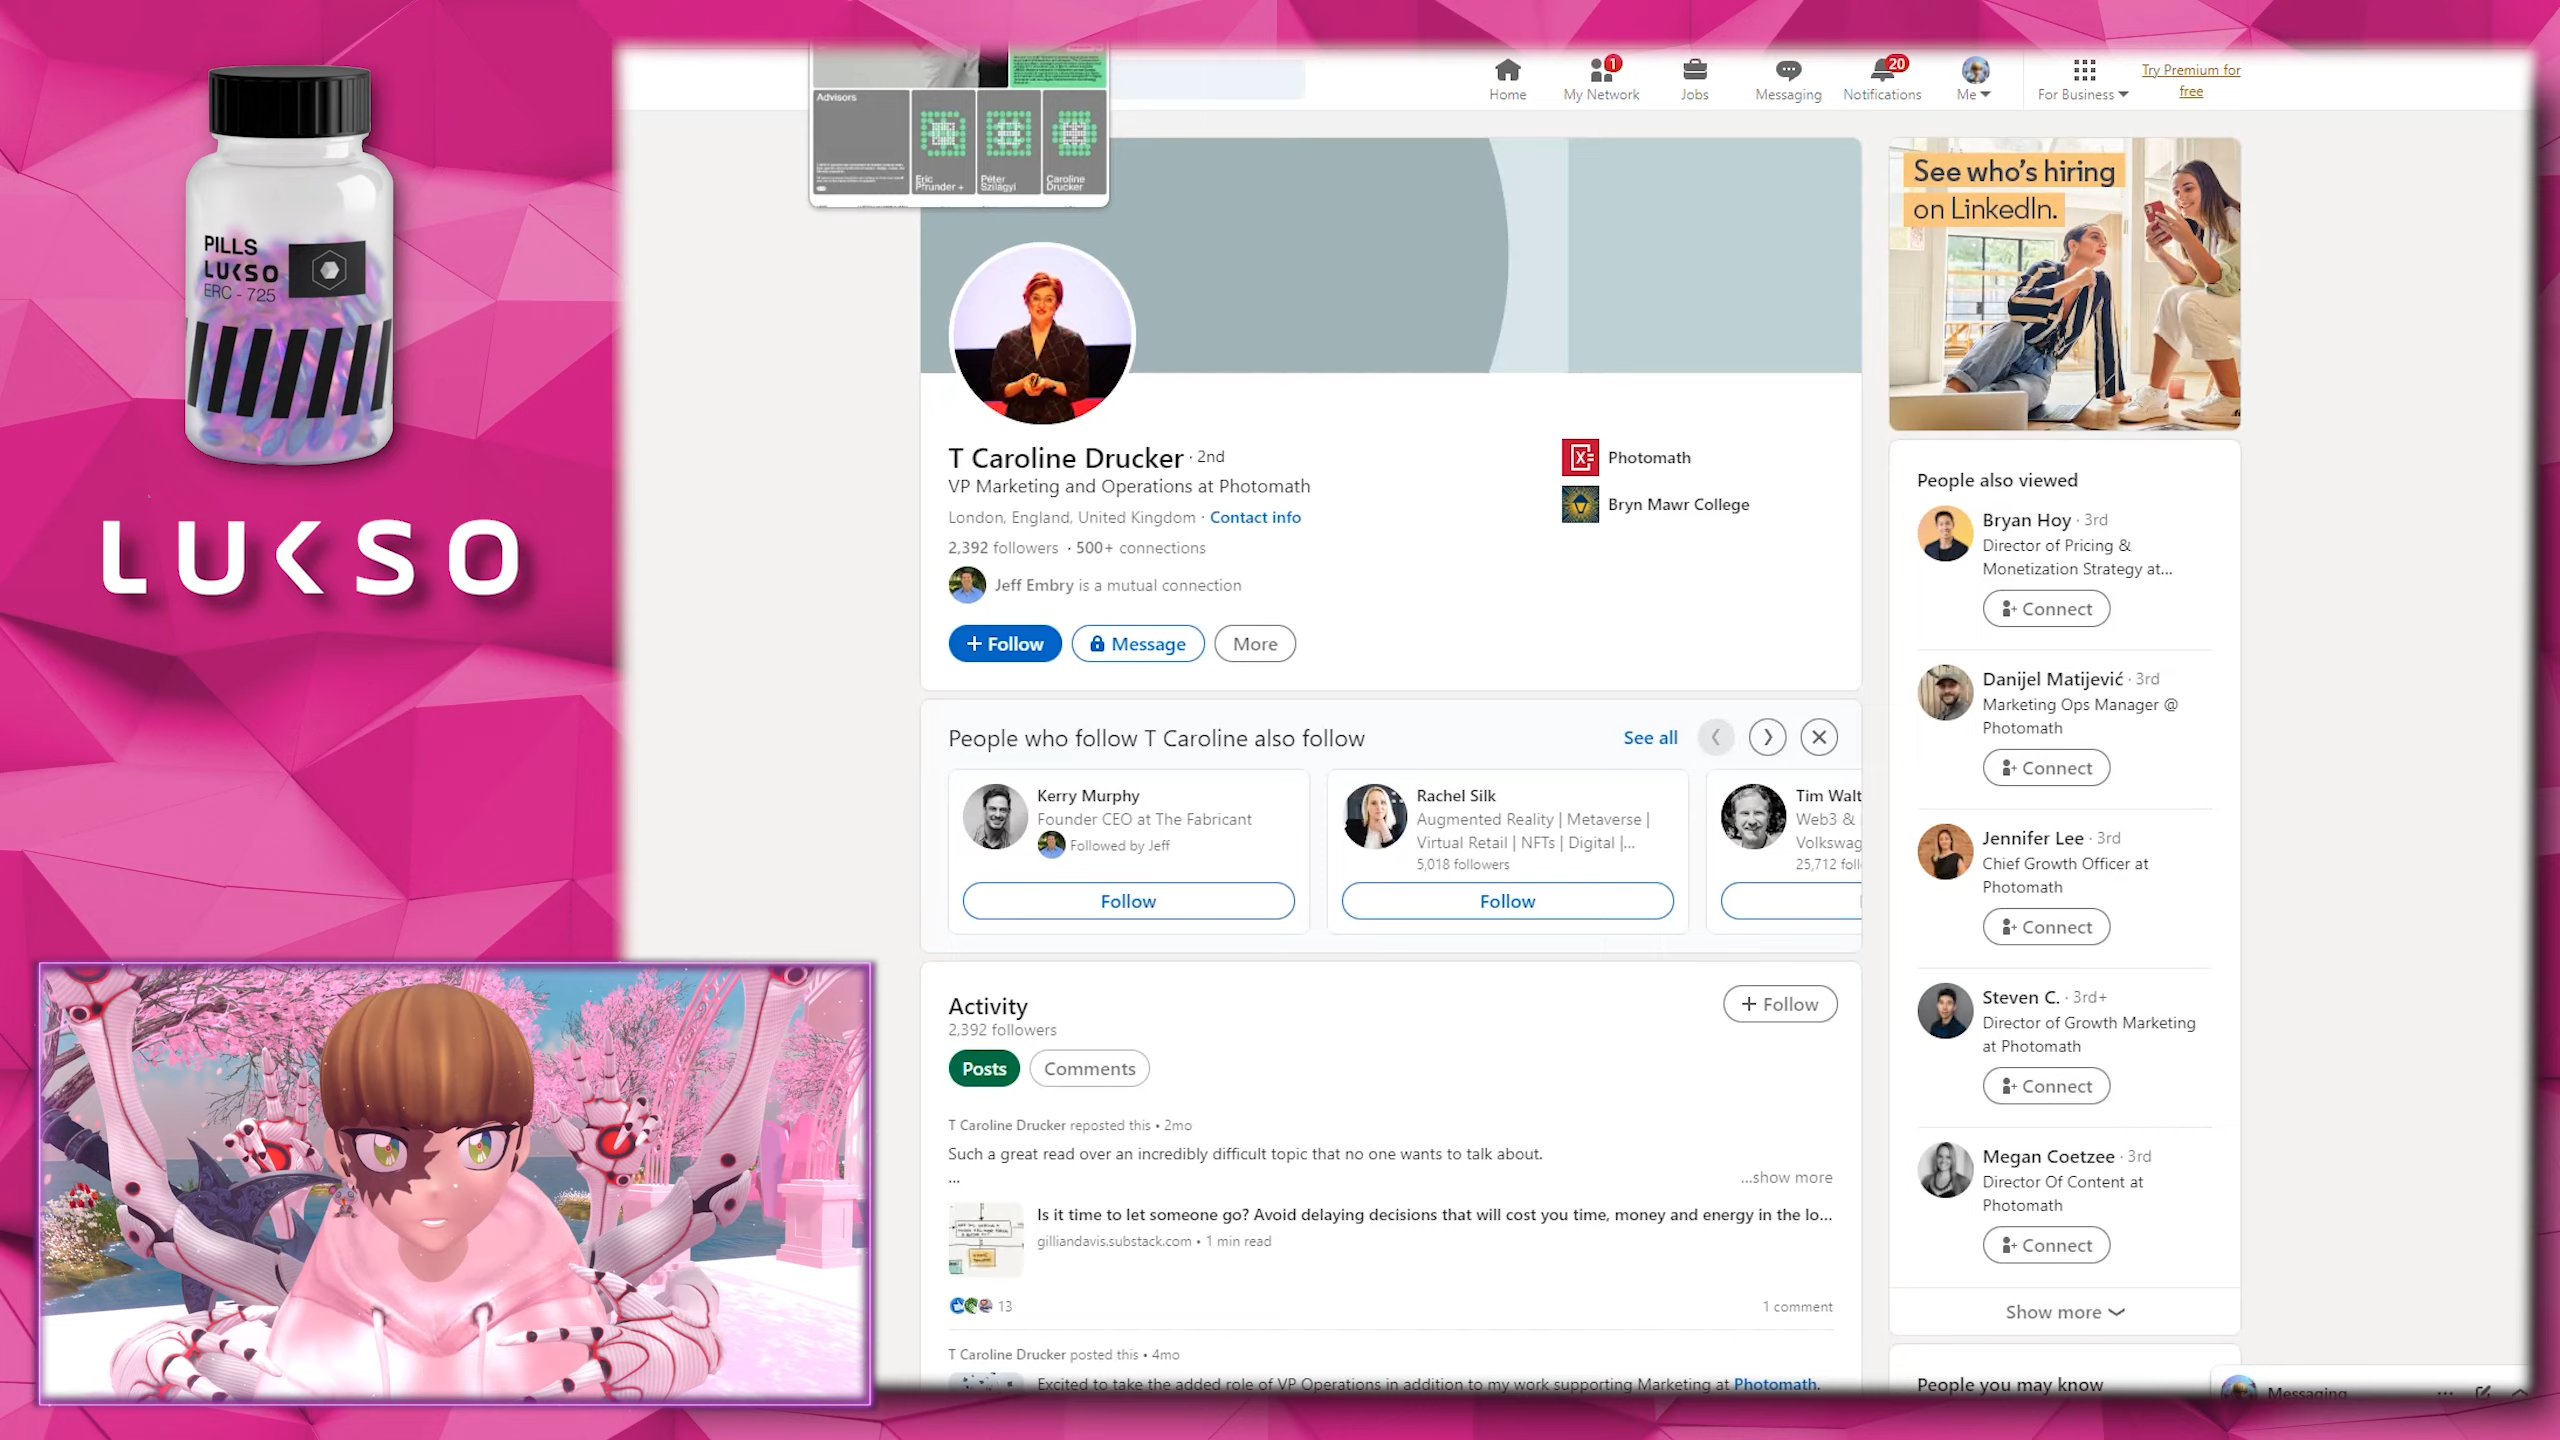 PILLS
LUKSO
ERC - 725
LUKSO
Advisors
Eric
Pfrunder +
Péter
Szilágyi
Caroline
Drucker
Home
1
My Network
Jobs
Messaging
20
Notifications
Me
For Business
Try Premium for
free
T Caroline Drucker · 2nd
VP Marketing and Operations at Photomath
London, England, United Kingdom · Contact info
2,392 followers · 500+ connections
Jeff Embry is a mutual connection
+ Follow
Message
More
Photomath
Bryn Mawr College
People who follow T Caroline also follow
See all
Kerry Murphy
Founder CEO at The Fabricant
Followed by Jeff
Follow
Rachel Silk
Augmented Reality | Metaverse |
Virtual Retail | NFTs | Digital |...
5,018 followers
Follow
Tim Walt
Web3 &
Volkswag
25,712 foll
Activity
2,392 followers
+ Follow
Posts
Comments
T Caroline Drucker reposted this • 2mo
Such a great read over an incredibly difficult topic that no one wants to talk about.
...
...show more
Is it time to let someone go? Avoid delaying decisions that will cost you time, money and energy in the lo...
gilliandavis.substack.com • 1 min read
13
1 comment
T Caroline Drucker posted this • 4mo
Excited to take the added role of VP Operations in addition to my work supporting Marketing at Photomath.
See who's hiring
on LinkedIn.
People also viewed
Bryan Hoy · 3rd
Director of Pricing &
Monetization Strategy at...
Connect
Danijel Matijević · 3rd
Marketing Ops Manager @
Photomath
Connect
Jennifer Lee · 3rd
Chief Growth Officer at
Photomath
Connect
Steven C. · 3rd+
Director of Growth Marketing
at Photomath
Connect
Megan Coetzee · 3rd
Director Of Content at
Photomath
Connect
Show more
People you may know
Messaging